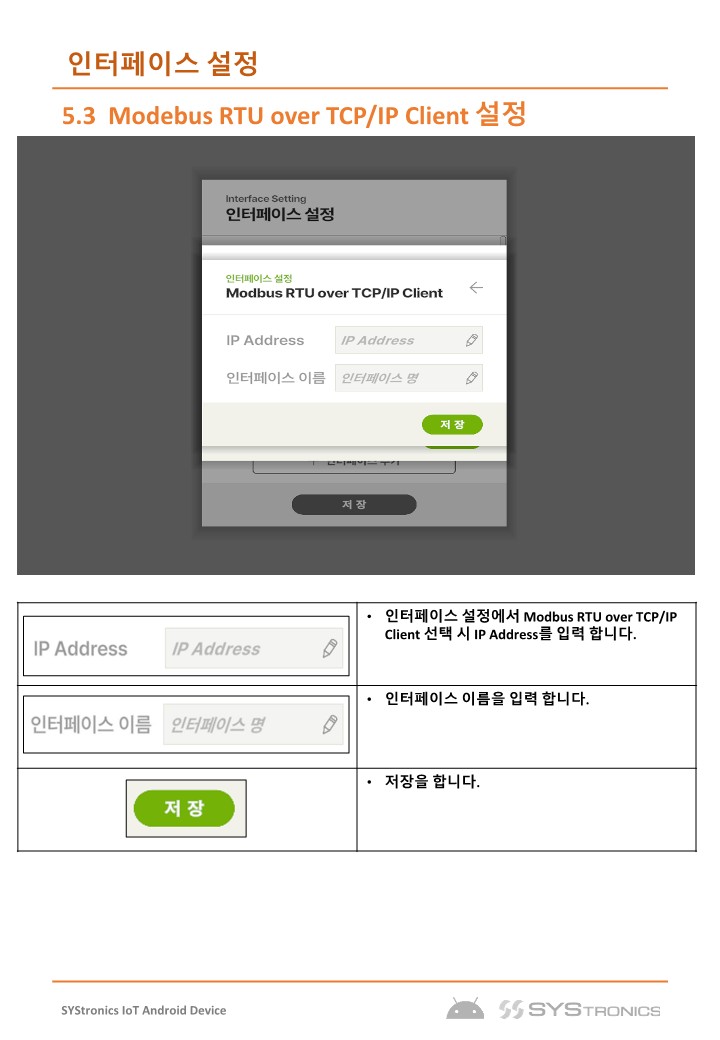 인터페이스 설정
5.3 Modebus RTU over TCP/IP Client 설정
Interface Setting
인터페이스 설정
인터페이스 설정
Modbus RTU over TCP/IP Client
IP Address IP Address
인터페이스 이름 인터페이스 명
저 장
저 장
IP Address IP Address
• 인터페이스 설정에서 Modbus RTU over TCP/IP
Client 선택 시 IP Address를 입력 합니다.
인터페이스 이름 인터페이스 명
• 인터페이스 이름을 입력 합니다.
저 장
• 저장을 합니다.
SYStronics IoT Android Device
SYSTRONICS